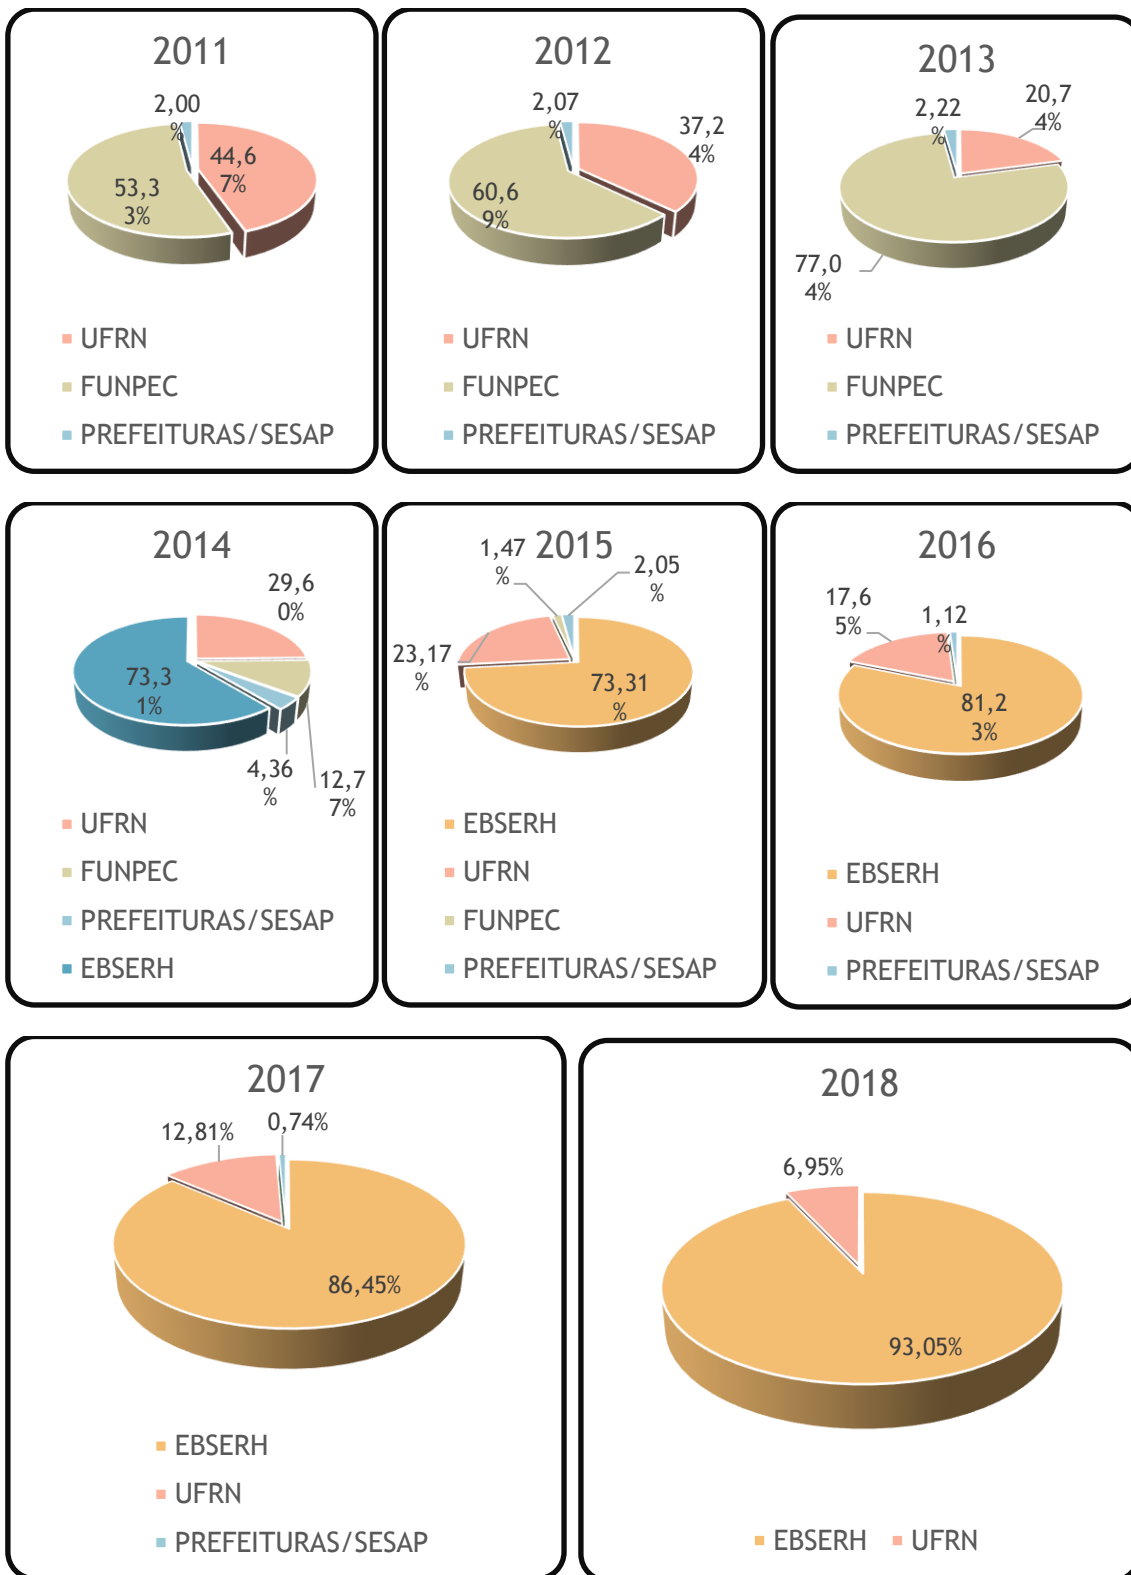 2011
2,00
%
44,6
7%
53,3
3%
UFRN
FUNPEC
PREFEITURAS/SESAP
2012
2,07
%
37,2
4%
60,6
9%
UFRN
FUNPEC
PREFEITURAS/SESAP
2013
2,22
%
20,7
4%
77,0
4%
UFRN
FUNPEC
PREFEITURAS/SESAP
2014
29,6
0%
73,3
1%
4,36
%
12,7
7%
UFRN
FUNPEC
PREFEITURAS/SESAP
EBSERH
2015
1,47
%
2,05
%
23,17
%
73,31
%
EBSERH
UFRN
FUNPEC
PREFEITURAS/SESAP
2016
17,6
5%
1,12
%
81,2
3%
EBSERH
UFRN
PREFEITURAS/SESAP
2017
12,81%
0,74%
86,45%
EBSERH
UFRN
PREFEITURAS/SESAP
2018
6,95%
93,05%
EBSERH UFRN